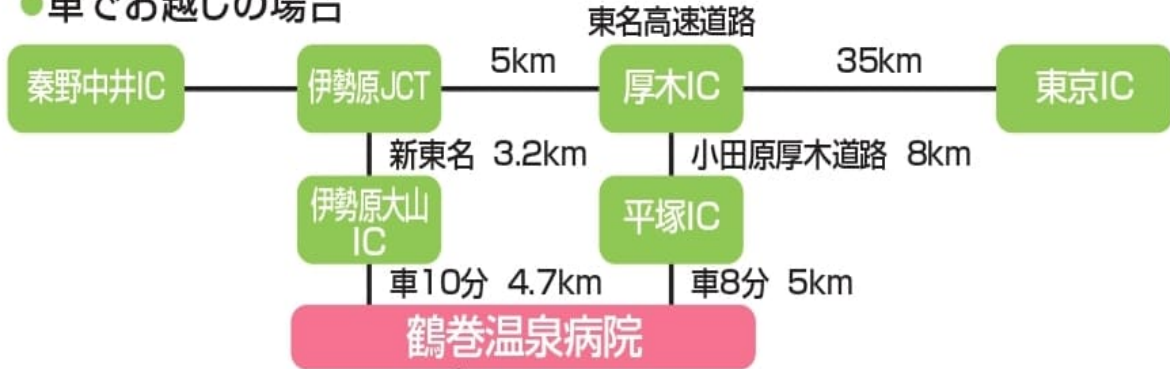 ●車でお越しの場合
東名高速道路
秦野中井IC
伊勢原JCT
5km
厚木IC
35km
東京IC
新東名 3.2km
小田原厚木道路 8km
伊勢原大山
IC
平塚IC
車10分 4.7km
車8分 5km
鶴巻温泉病院